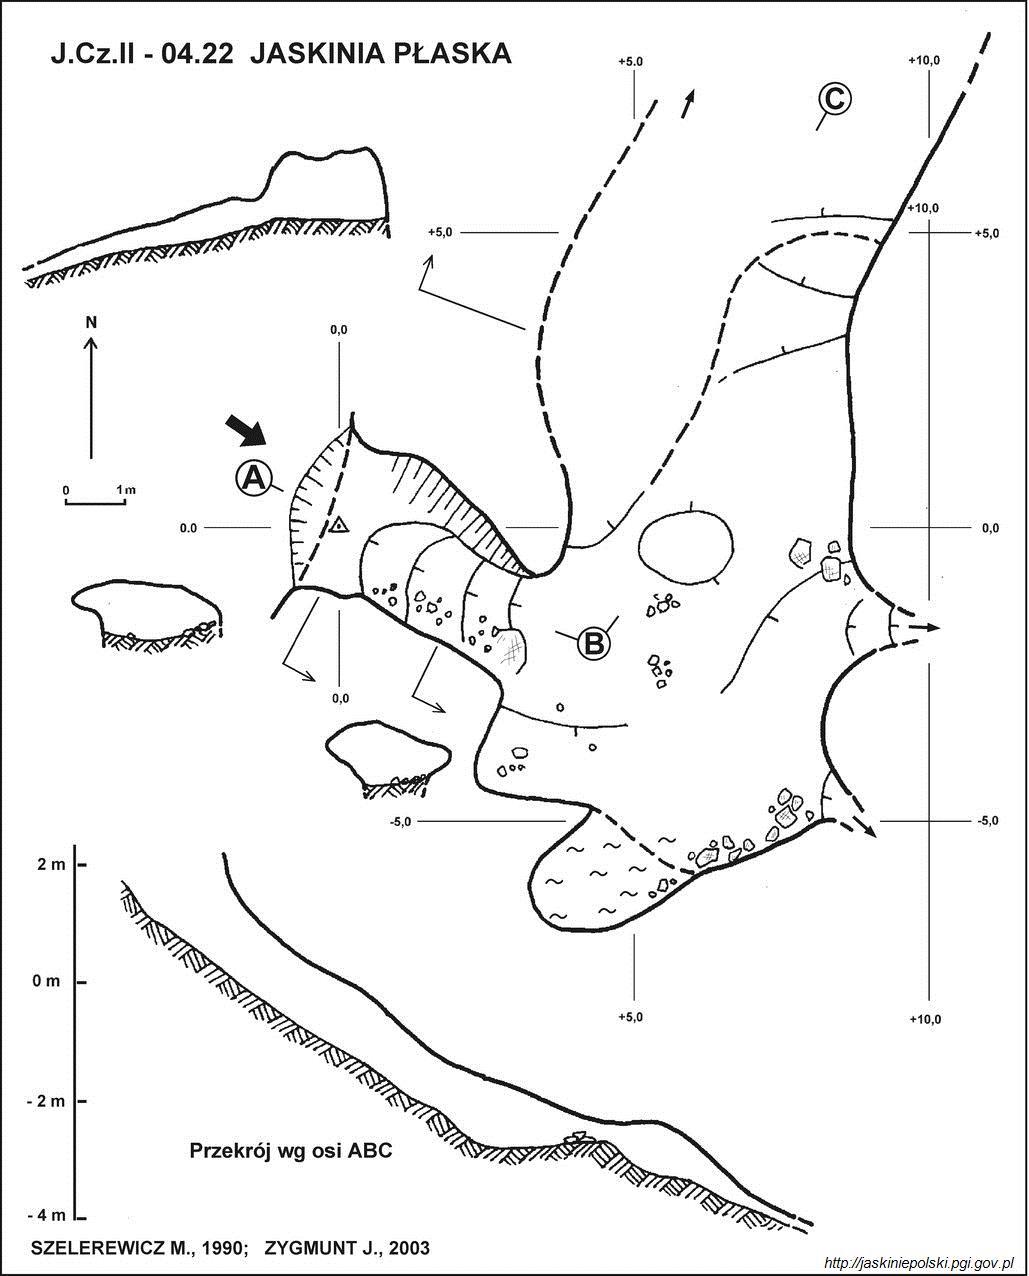 J.Cz.II - 04.22 JASKINIA PŁASKA
+5.0
+10,0
C
+10,0
+5,0
+5,0
N
0,0
A
0 1m
0.0
0,0
B
0,0
-5,0
-5,0
2 m
0 m
+5,0
+10,0
- 2 m
Przekrój wg osi ABC
- 4 m
SZELEREWICZ M., 1990; ZYGMUNT J., 2003
http://jaskiniepolski.pgi.gov.pl